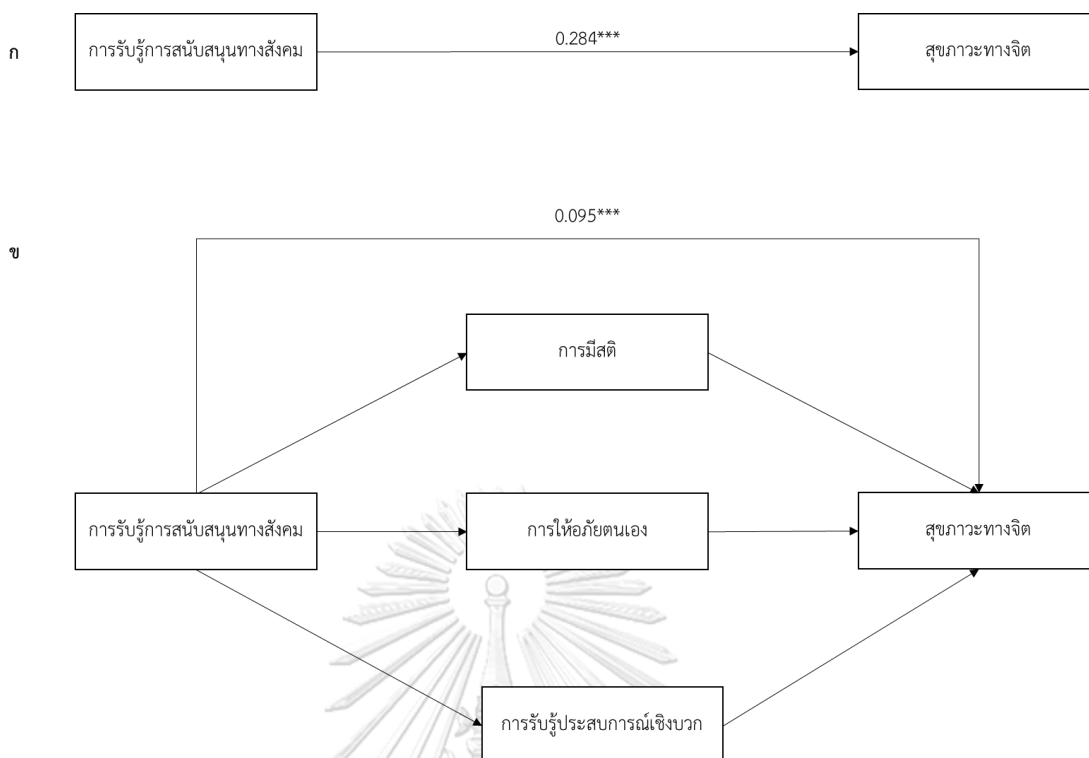 ก
การรับรู้การสนับสนุนทางสังคม
0.284***
สุขภาวะทางจิต
ข
0.095***
การมีสติ
การรับรู้การสนับสนุนทางสังคม
การให้อภัยตนเอง
สุขภาวะทางจิต
การรับรู้ประสบการณ์เชิงบวก